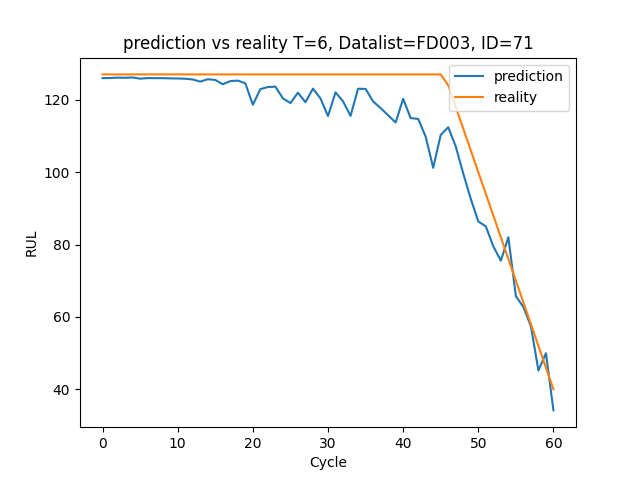 prediction vs reality T=6, Datalist=FD003, ID=71
prediction
reality
120
100
80
60
40
RUL
0 10 20 30 40 50 60
Cycle